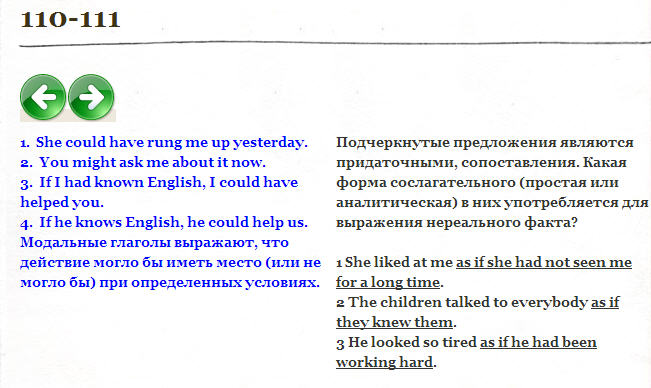 110-111
1. She could have rung me up yesterday.
2. You might ask me about it now.
3. If I had known English, I could have
helped you.
4. If he knows English, he could help us.
Модальные глаголы выражают, что
действие могло бы иметь место (или не
могло бы) при определенных условиях.
Подчеркнутые предложения являются
придаточными, сопоставления. Какая
форма сослагательного (простая или
аналитическая) в них употребляется для
выражения нереального факта?
1 She liked at me as if she had not seen me
for a long time.
2 The children talked to everybody as if
they knew them.
3 He looked so tired as if he had been
working hard.